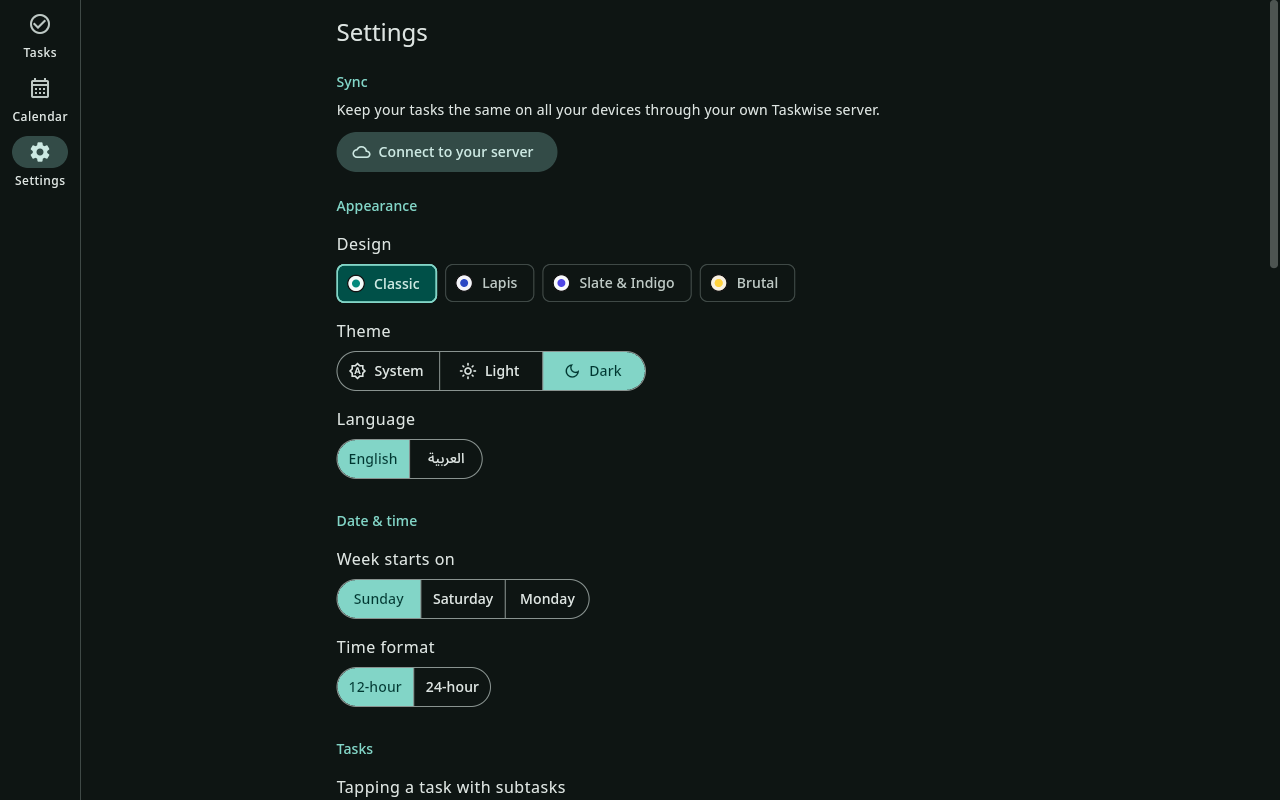 Tasks
Calendar
Settings
Settings
Sync
Keep your tasks the same on all your devices through your own Taskwise server.
Connect to your server
Appearance
Design
Classic
Lapis
Slate & Indigo
Brutal
Theme
System
Light
Dark
Language
English
العربية
Date & time
Week starts on
Sunday
Saturday
Monday
Time format
12-hour
24-hour
Tasks
Tapping a task with subtasks